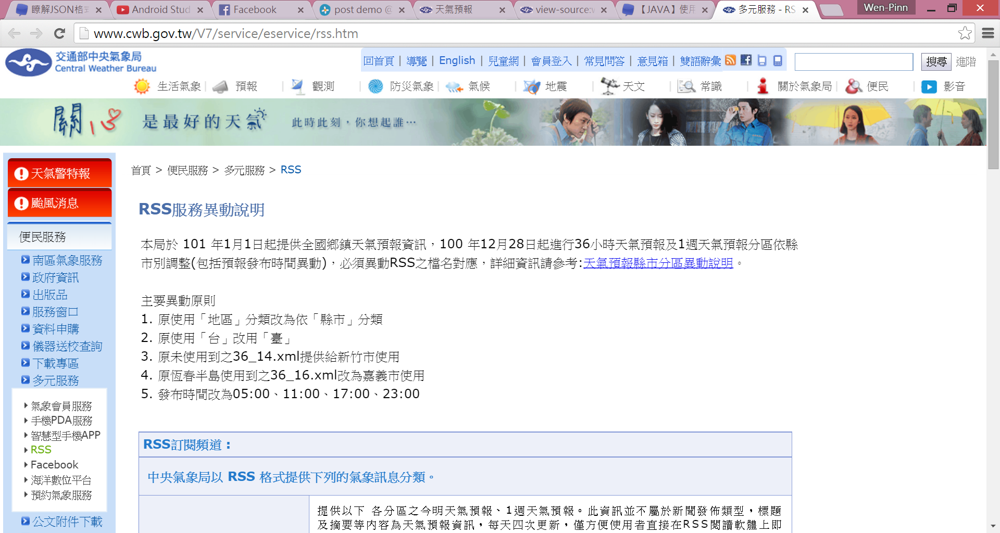 瞭解JSON格式
Android Stud
Facebook
post demo @
天氣預報
view-source:w
【JAVA】使用
多元服務 - RS
Wen-Pinn
www.cwb.gov.tw/V7/service/eservice/rss.htm
交通部中央氣象局
Central Weather Bureau
回首頁 | 導覽 | English | 兒童網 | 會員登入 | 常見問答 | 意見箱 | 雙語辭彙
搜尋 進階
生活氣象 | 預報 | 觀測 | 防災氣象 | 氣候 | 地震 | 天文 | 常識 | 關於氣象局 | 便民 | 影音
關心 是最好的天氣 此時此刻，你想起誰…
天氣警特報
颱風消息
便民服務
南區氣象服務
政府資訊
出版品
服務窗口
資料申購
儀器送校查詢
下載專區
多元服務
氣象會員服務
手機PDA服務
智慧型手機APP
RSS
Facebook
海洋數位平台
預約氣象服務
公文附件下載
首頁 > 便民服務 > 多元服務 > RSS
RSS服務異動說明
本局於 101 年1月1日起提供全國鄉鎮天氣預報資訊，100 年12月28日起進行36小時天氣預報及1週天氣預報分區依縣
市別調整(包括預報發布時間異動)，必須異動RSS之檔名對應，詳細資訊請參考:天氣預報縣市分區異動說明。
主要異動原則
1. 原使用「地區」分類改為依「縣市」分類
2. 原使用「台」改用「臺」
3. 原未使用到之36_14.xml提供給新竹市使用
4. 原恆春半島使用到之36_16.xml改為嘉義市使用
5. 發布時間改為05:00、11:00、17:00、23:00
RSS訂閱頻道：
中央氣象局以 RSS 格式提供下列的氣象訊息分類。
提供以下 各分區之今明天氣預報、1週天氣預報。此資訊並不屬於新聞發佈類型，標題
及摘要等內容為天氣預報資訊，每天四次更新，僅方便使用者直接在RSS閱讀軟體上即